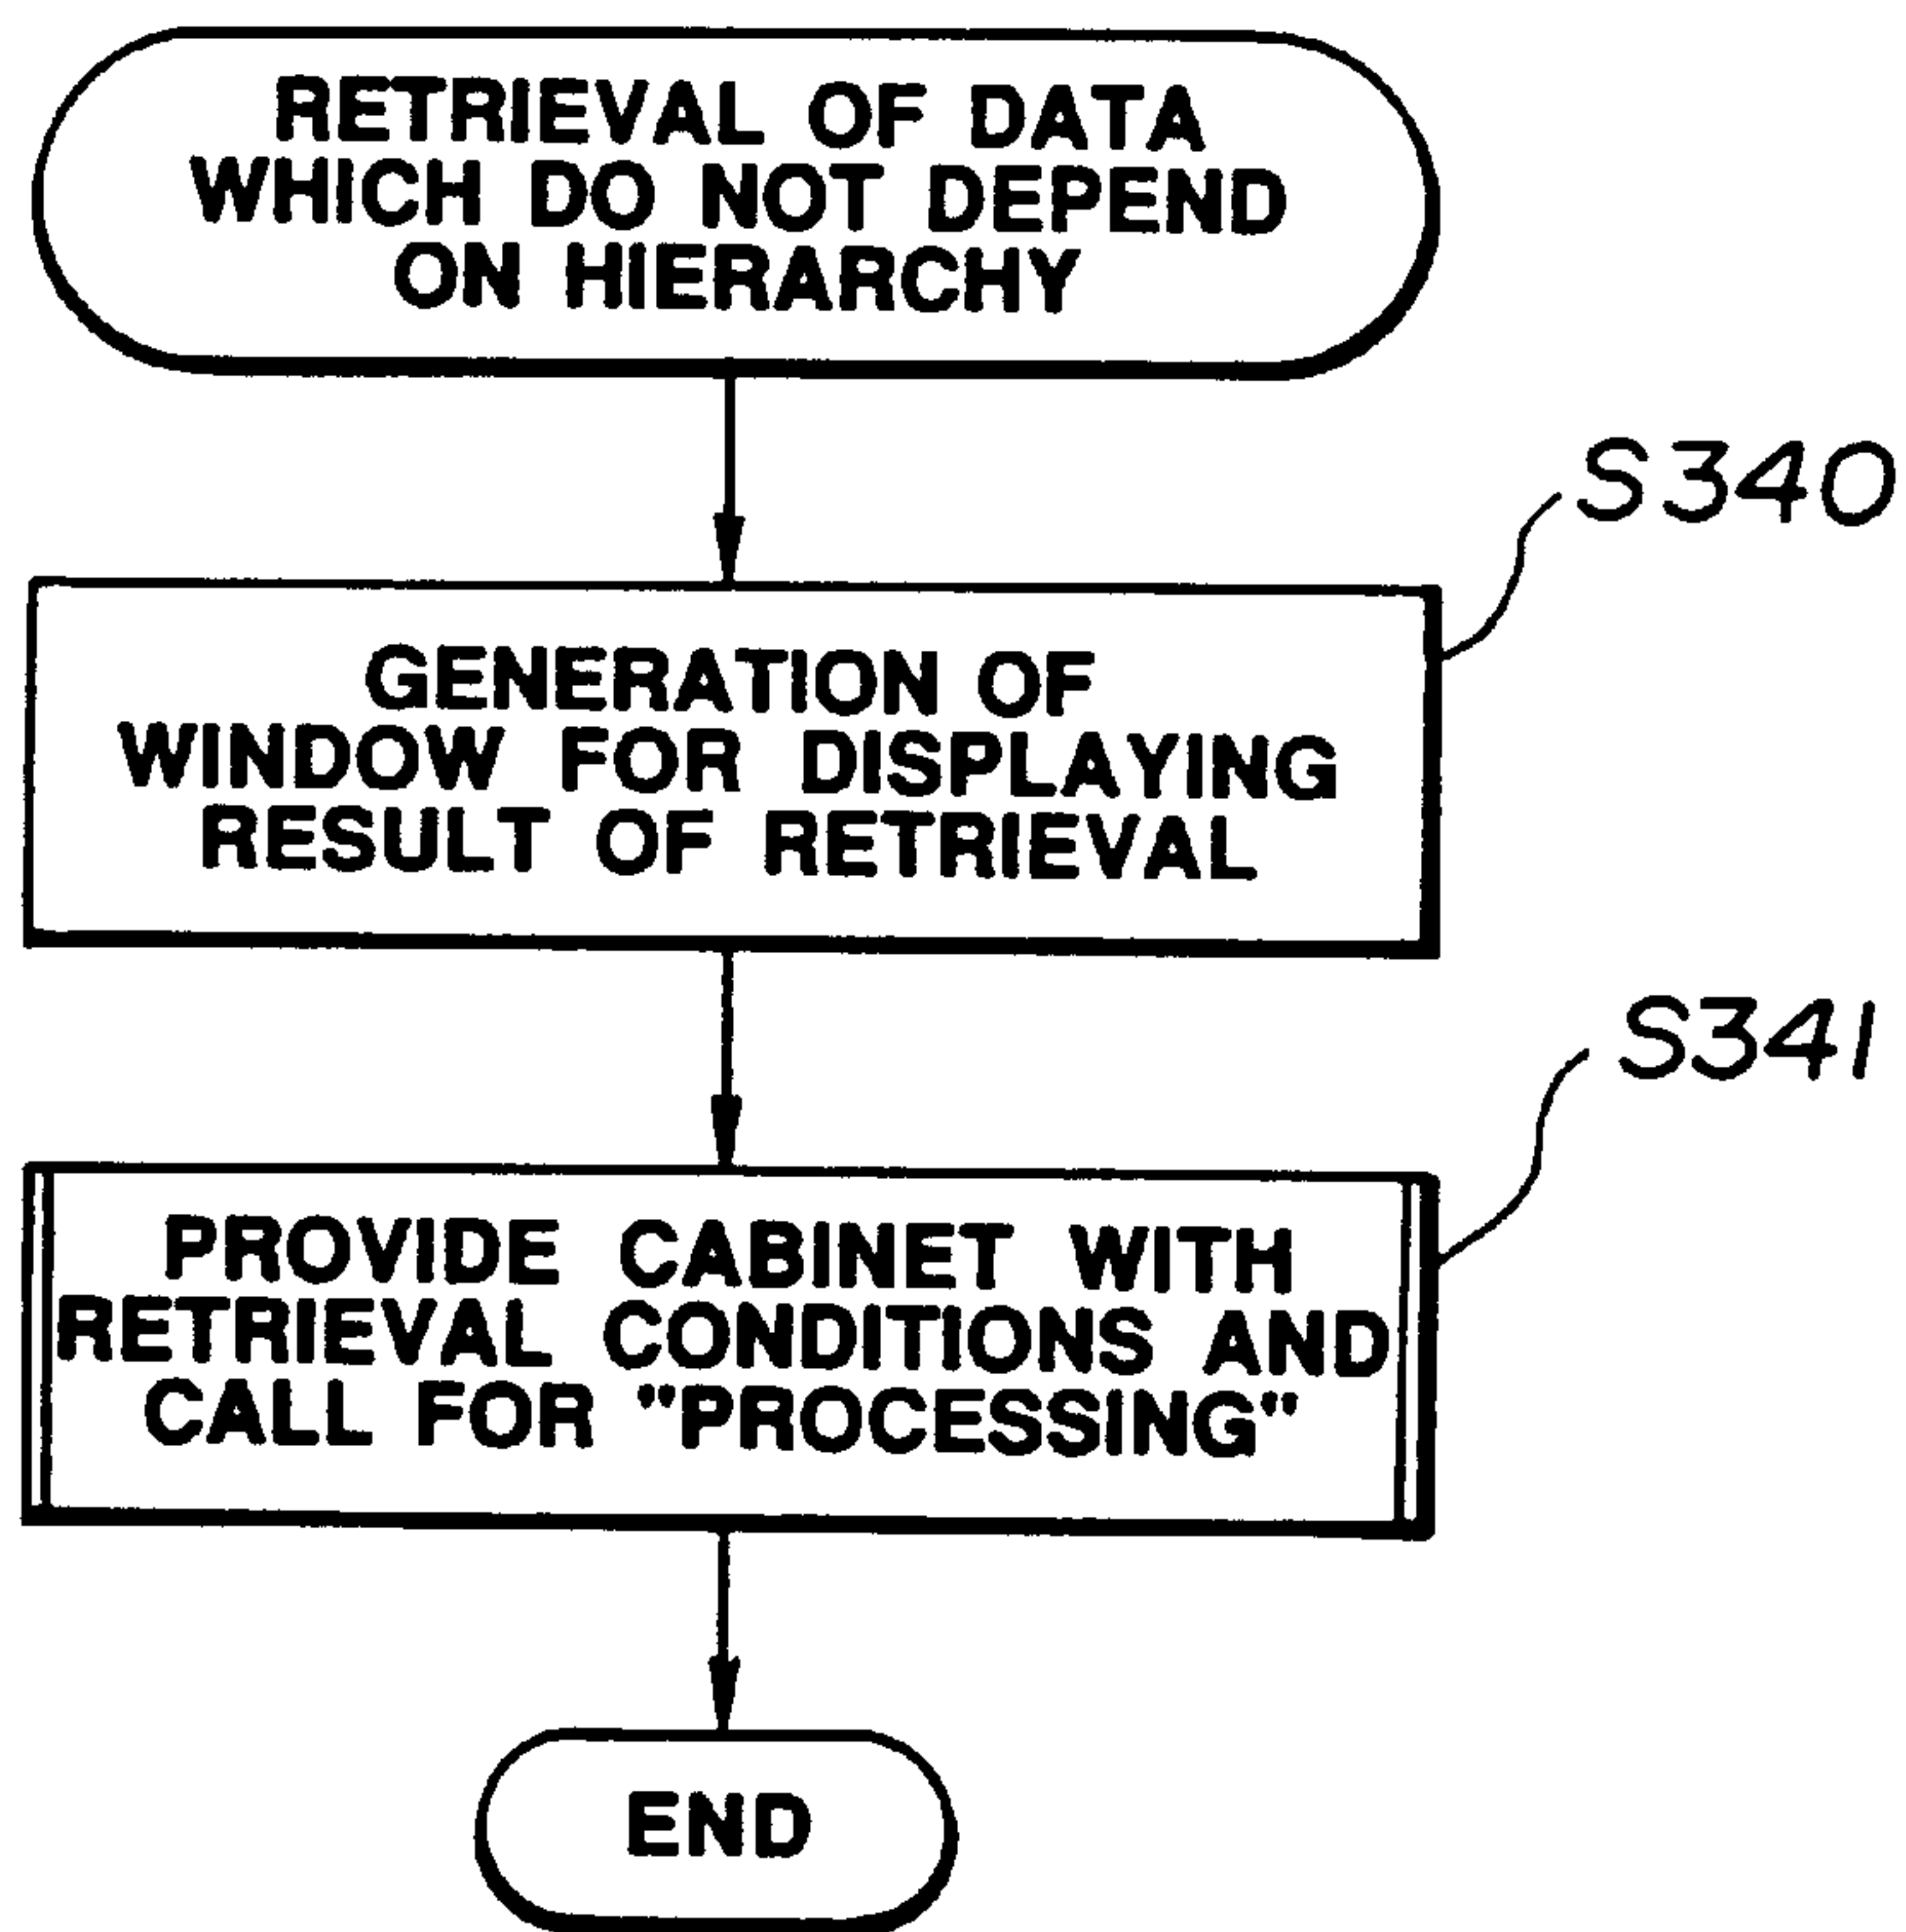 RETRIEVAL OF DATA
WHICH DO NOT DEPEND
ON HIERARCHY
S340
GENERATION OF
WINDOW FOR DISPLAYING
RESULT OF RETRIEVAL
S341
PROVIDE CABINET WITH
RETRIEVAL CONDITIONS AND
CALL FOR "PROCESSING"
END